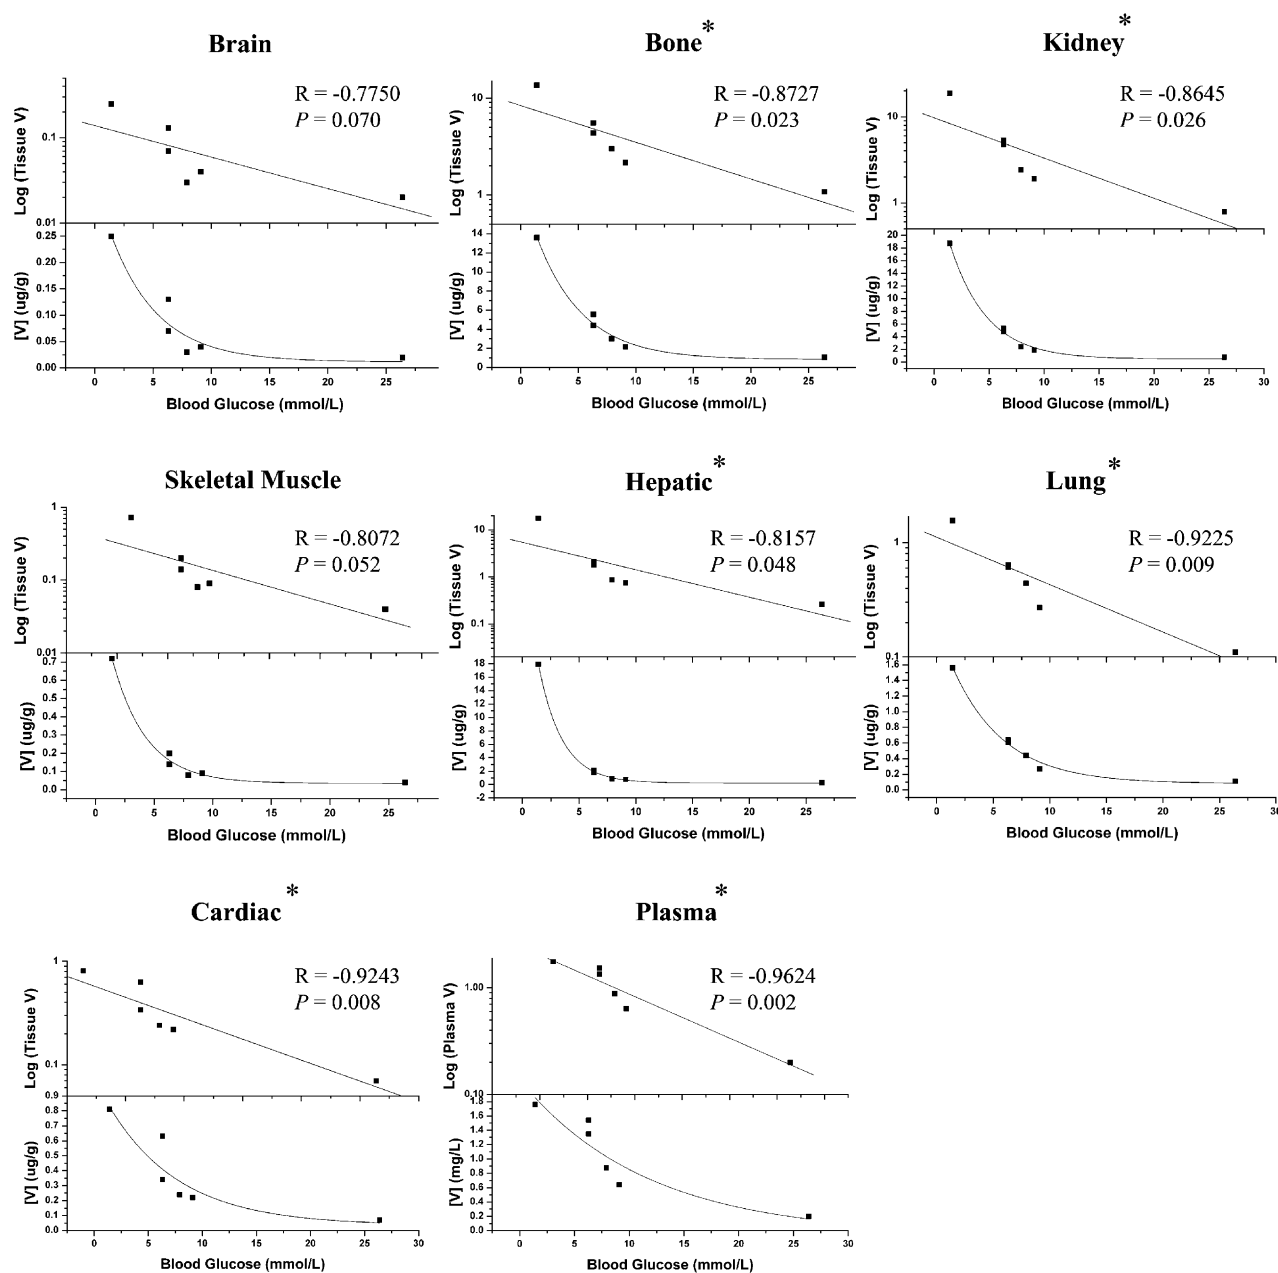 Brain
R = -0.7750
P = 0.070
Log (Tissue V)
0.1
0.01
[V] (ug/g)
0.25
0.20
0.15
0.10
0.05
0.00
0 5 10 15 20 25
Blood Glucose (mmol/L)
Bone*
R = -0.8727
P = 0.023
Log (Tissue V)
10
1
[V] (ug/g)
14
12
10
8
6
4
2
0
0 5 10 15 20 25
Blood Glucose (mmol/L)
Kidney*
R = -0.8645
P = 0.026
Log (Tissue V)
10
1
[V] (ug/g)
20
18
16
14
12
10
8
6
4
2
0
0 5 10 15 20 25 30
Blood Glucose (mmol/L)
Skeletal Muscle
R = -0.8072
P = 0.052
Log (Tissue V)
1
0.1
0.01
[V] (ug/g)
0.7
0.6
0.5
0.4
0.3
0.2
0.1
0.0
0 5 10 15 20 25
Blood Glucose (mmol/L)
Hepatic*
R = -0.8157
P = 0.048
Log (Tissue V)
10
1
0.1
[V] (ug/g)
18
16
14
12
10
8
6
4
2
0
-2
0 5 10 15 20 25
Blood Glucose (mmol/L)
Lung*
R = -0.9225
P = 0.009
Log (Tissue V)
1
0.1
[V] (ug/g)
1.6
1.4
1.2
1.0
0.8
0.6
0.4
0.2
0.0
0 5 10 15 20 25 30
Blood Glucose (mmol/L)
Cardiac*
R = -0.9243
P = 0.008
Log (Tissue V)
1
0.1
0.9
[V] (ug/g)
0.8
0.7
0.6
0.5
0.4
0.3
0.2
0.1
0.0
0 5 10 15 20 25 30
Blood Glucose (mmol/L)
Plasma*
R = -0.9624
P = 0.002
Log (Plasma V)
1.00
0.10
[V] (mg/L)
1.8
1.6
1.4
1.2
1.0
0.8
0.6
0.4
0.2
0.0
0 5 10 15 20 25 30
Blood Glucose (mmol/L)